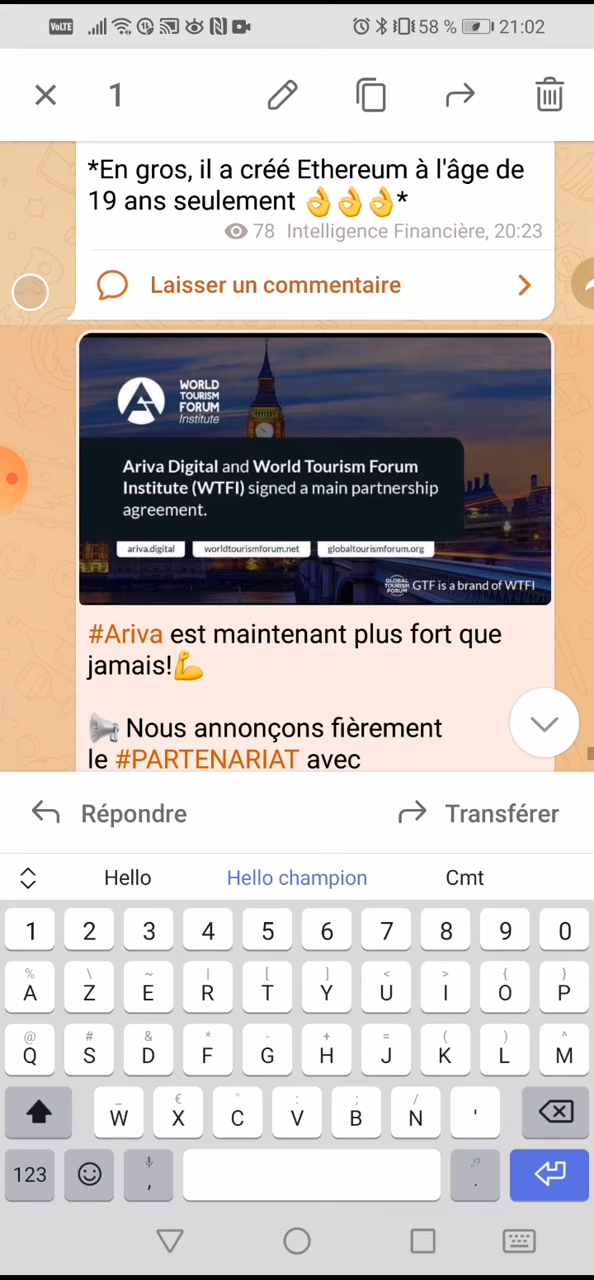 VoLTE 58 % 21:02
1
*En gros, il a créé Ethereum à l'âge de
19 ans seulement 👌👌👌*
78 Intelligence Financière, 20:23
Laisser un commentaire
WORLD
TOURISM
FORUM
Institute
Ariva Digital and World Tourism Forum
Institute (WTFI) signed a main partnership
agreement.
ariva.digital worldtourismforum.net globaltourismforum.org
GLOBAL
TOURISM
FORUM
GTF is a brand of WTFI
#Ariva est maintenant plus fort que
jamais!💪
📢 Nous annonçons fièrement
le #PARTENARIAT avec
Répondre Transférer
Hello Hello champion Cmt
1 2 3 4 5 6 7 8 9 0
% \ ~ | [ ] < > { }
A Z E R T Y U I O P
@ # & * - + = ( ) ^
Q S D F G H J K L M
_ € " : ; /
W X C V B N '
,!?
123 , .